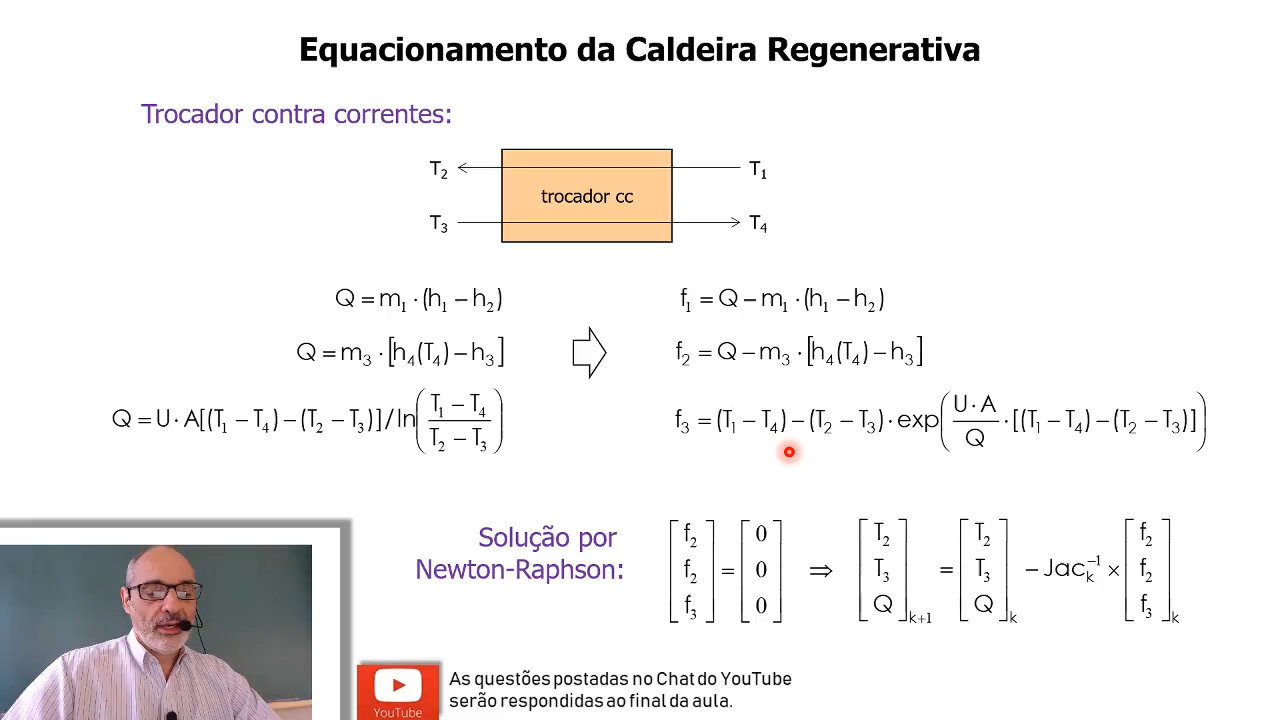 Equacionamento da Caldeira Regenerativa
Trocador contra correntes:
T₂ T₁
trocador cc
T₃ T₄
Q = m₁ · (h₁ − h₂) f₁ = Q − m₁ · (h₁ − h₂)
Q = m₃ · [h₄(T₄) − h₃] f₂ = Q − m₃ · [h₄(T₄) − h₃]
Q = U · A[(T₁ − T₄) − (T₂ − T₃)] / ln((T₁ − T₄)/(T₂ − T₃)) f₃ = (T₁ − T₄) − (T₂ − T₃) · exp(U · A/Q · [(T₁ − T₄) − (T₂ − T₃)])
Solução por
Newton-Raphson:
[f₂ f₂ f₃] = [0 0 0] ⇒ [T₂ T₃ Q]ₖ₊₁ = [T₂ T₃ Q]ₖ − Jacₖ⁻¹ × [f₂ f₂ f₃]ₖ
As questões postadas no Chat do YouTube
serão respondidas ao final da aula.
YouTube